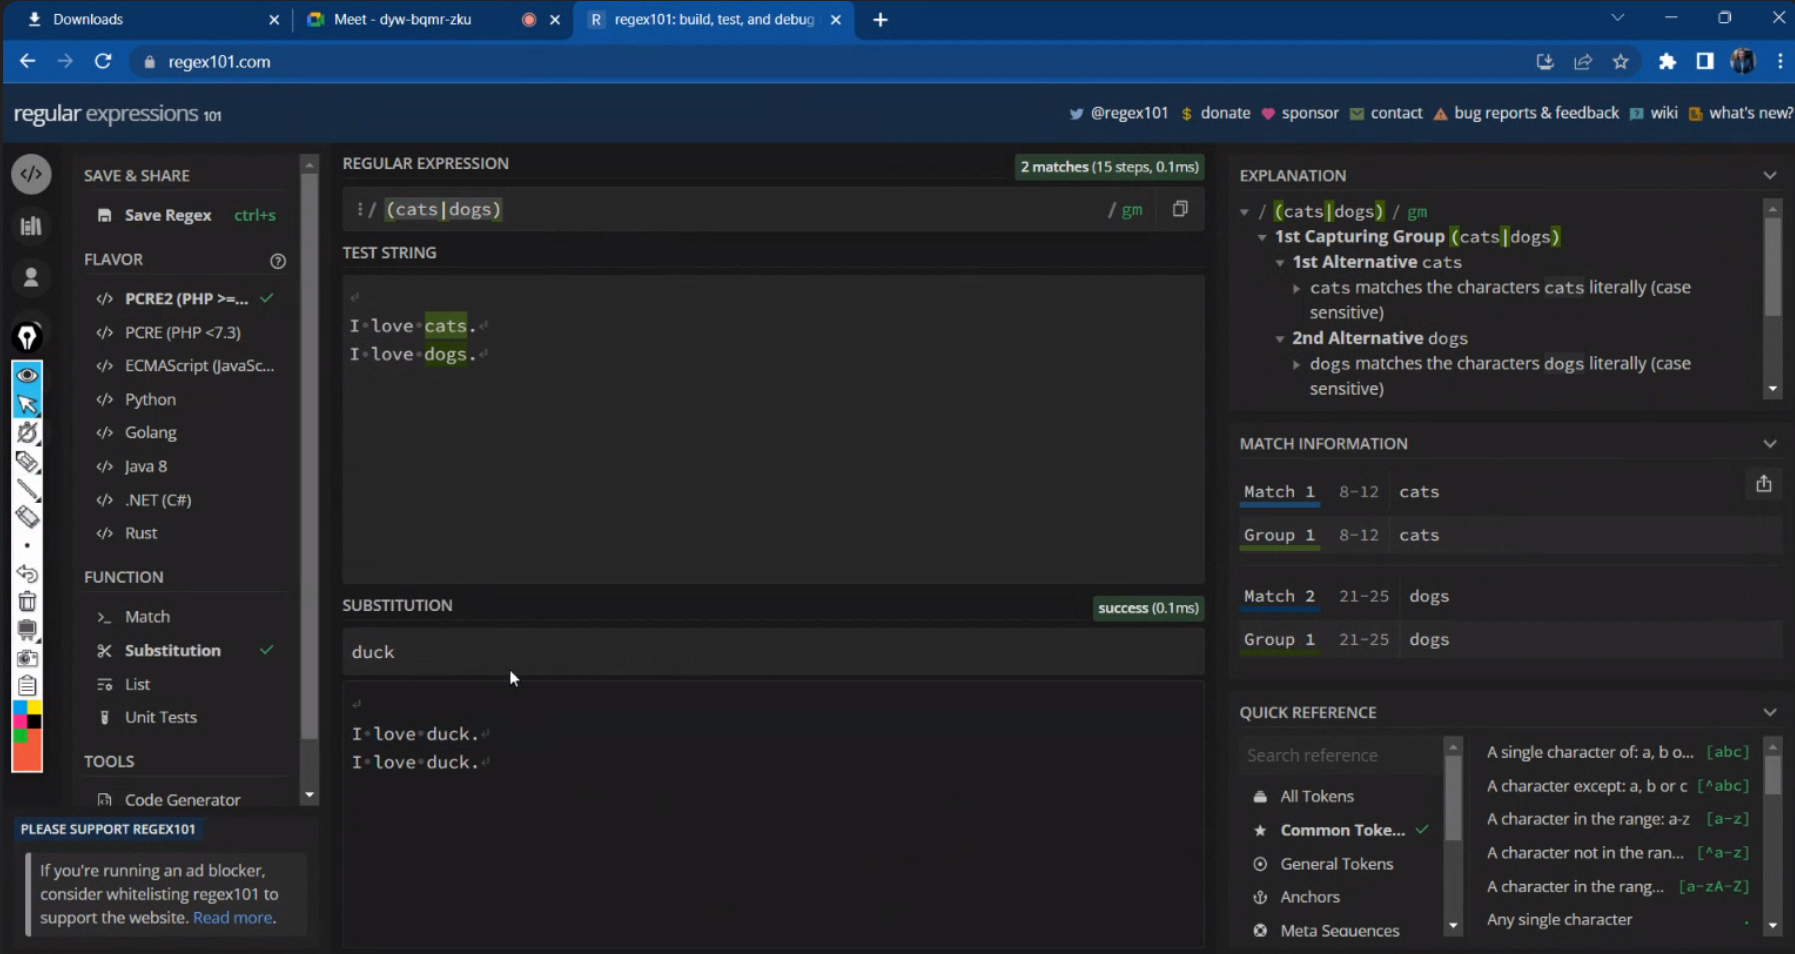 Downloads
Meet - dyw-bqmr-zku
R regex101: build, test, and debug
regex101.com
regular expressions 101
@regex101
$ donate
sponsor
contact
bug reports & feedback
wiki
what's new?
SAVE & SHARE
Save Regex ctrl+s
FLAVOR
</> PCRE2 (PHP >=...
</> PCRE (PHP <7.3)
</> ECMAScript (JavaSc...
</> Python
</> Golang
</> Java 8
</> .NET (C#)
</> Rust
FUNCTION
>_ Match
Substitution
List
Unit Tests
TOOLS
Code Generator
PLEASE SUPPORT REGEX101
If you're running an ad blocker,
consider whitelisting regex101 to
support the website. Read more.
REGULAR EXPRESSION
2 matches (15 steps, 0.1ms)
/ (cats|dogs) / gm
TEST STRING
I love cats.
I love dogs.
SUBSTITUTION
success (0.1ms)
duck
I love duck.
I love duck.
EXPLANATION
/ (cats|dogs) / gm
1st Capturing Group (cats|dogs)
1st Alternative cats
cats matches the characters cats literally (case
sensitive)
2nd Alternative dogs
dogs matches the characters dogs literally (case
sensitive)
MATCH INFORMATION
Match 1 8-12 cats
Group 1 8-12 cats
Match 2 21-25 dogs
Group 1 21-25 dogs
QUICK REFERENCE
Search reference
All Tokens
Common Toke...
General Tokens
Anchors
Meta Sequences
A single character of: a, b o... [abc]
A character except: a, b or c [^abc]
A character in the range: a-z [a-z]
A character not in the ran... [^a-z]
A character in the rang... [a-zA-Z]
Any single character .